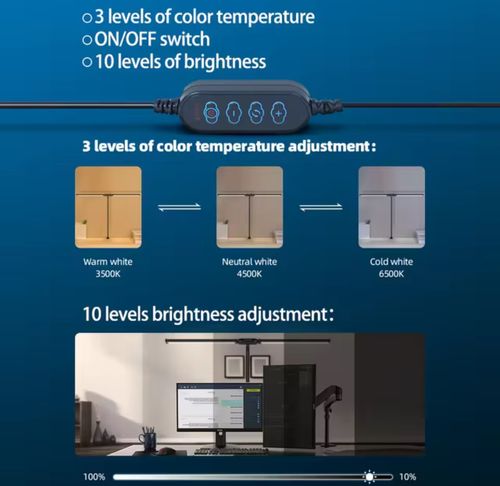 ○ 3 levels of color temperature
○ ON/OFF switch
○ 10 levels of brightness
3 levels of color temperature adjustment:
Warm white Neutral white Cold white
3500K 4500K 6500K
10 levels brightness adjustment:
100% 10%